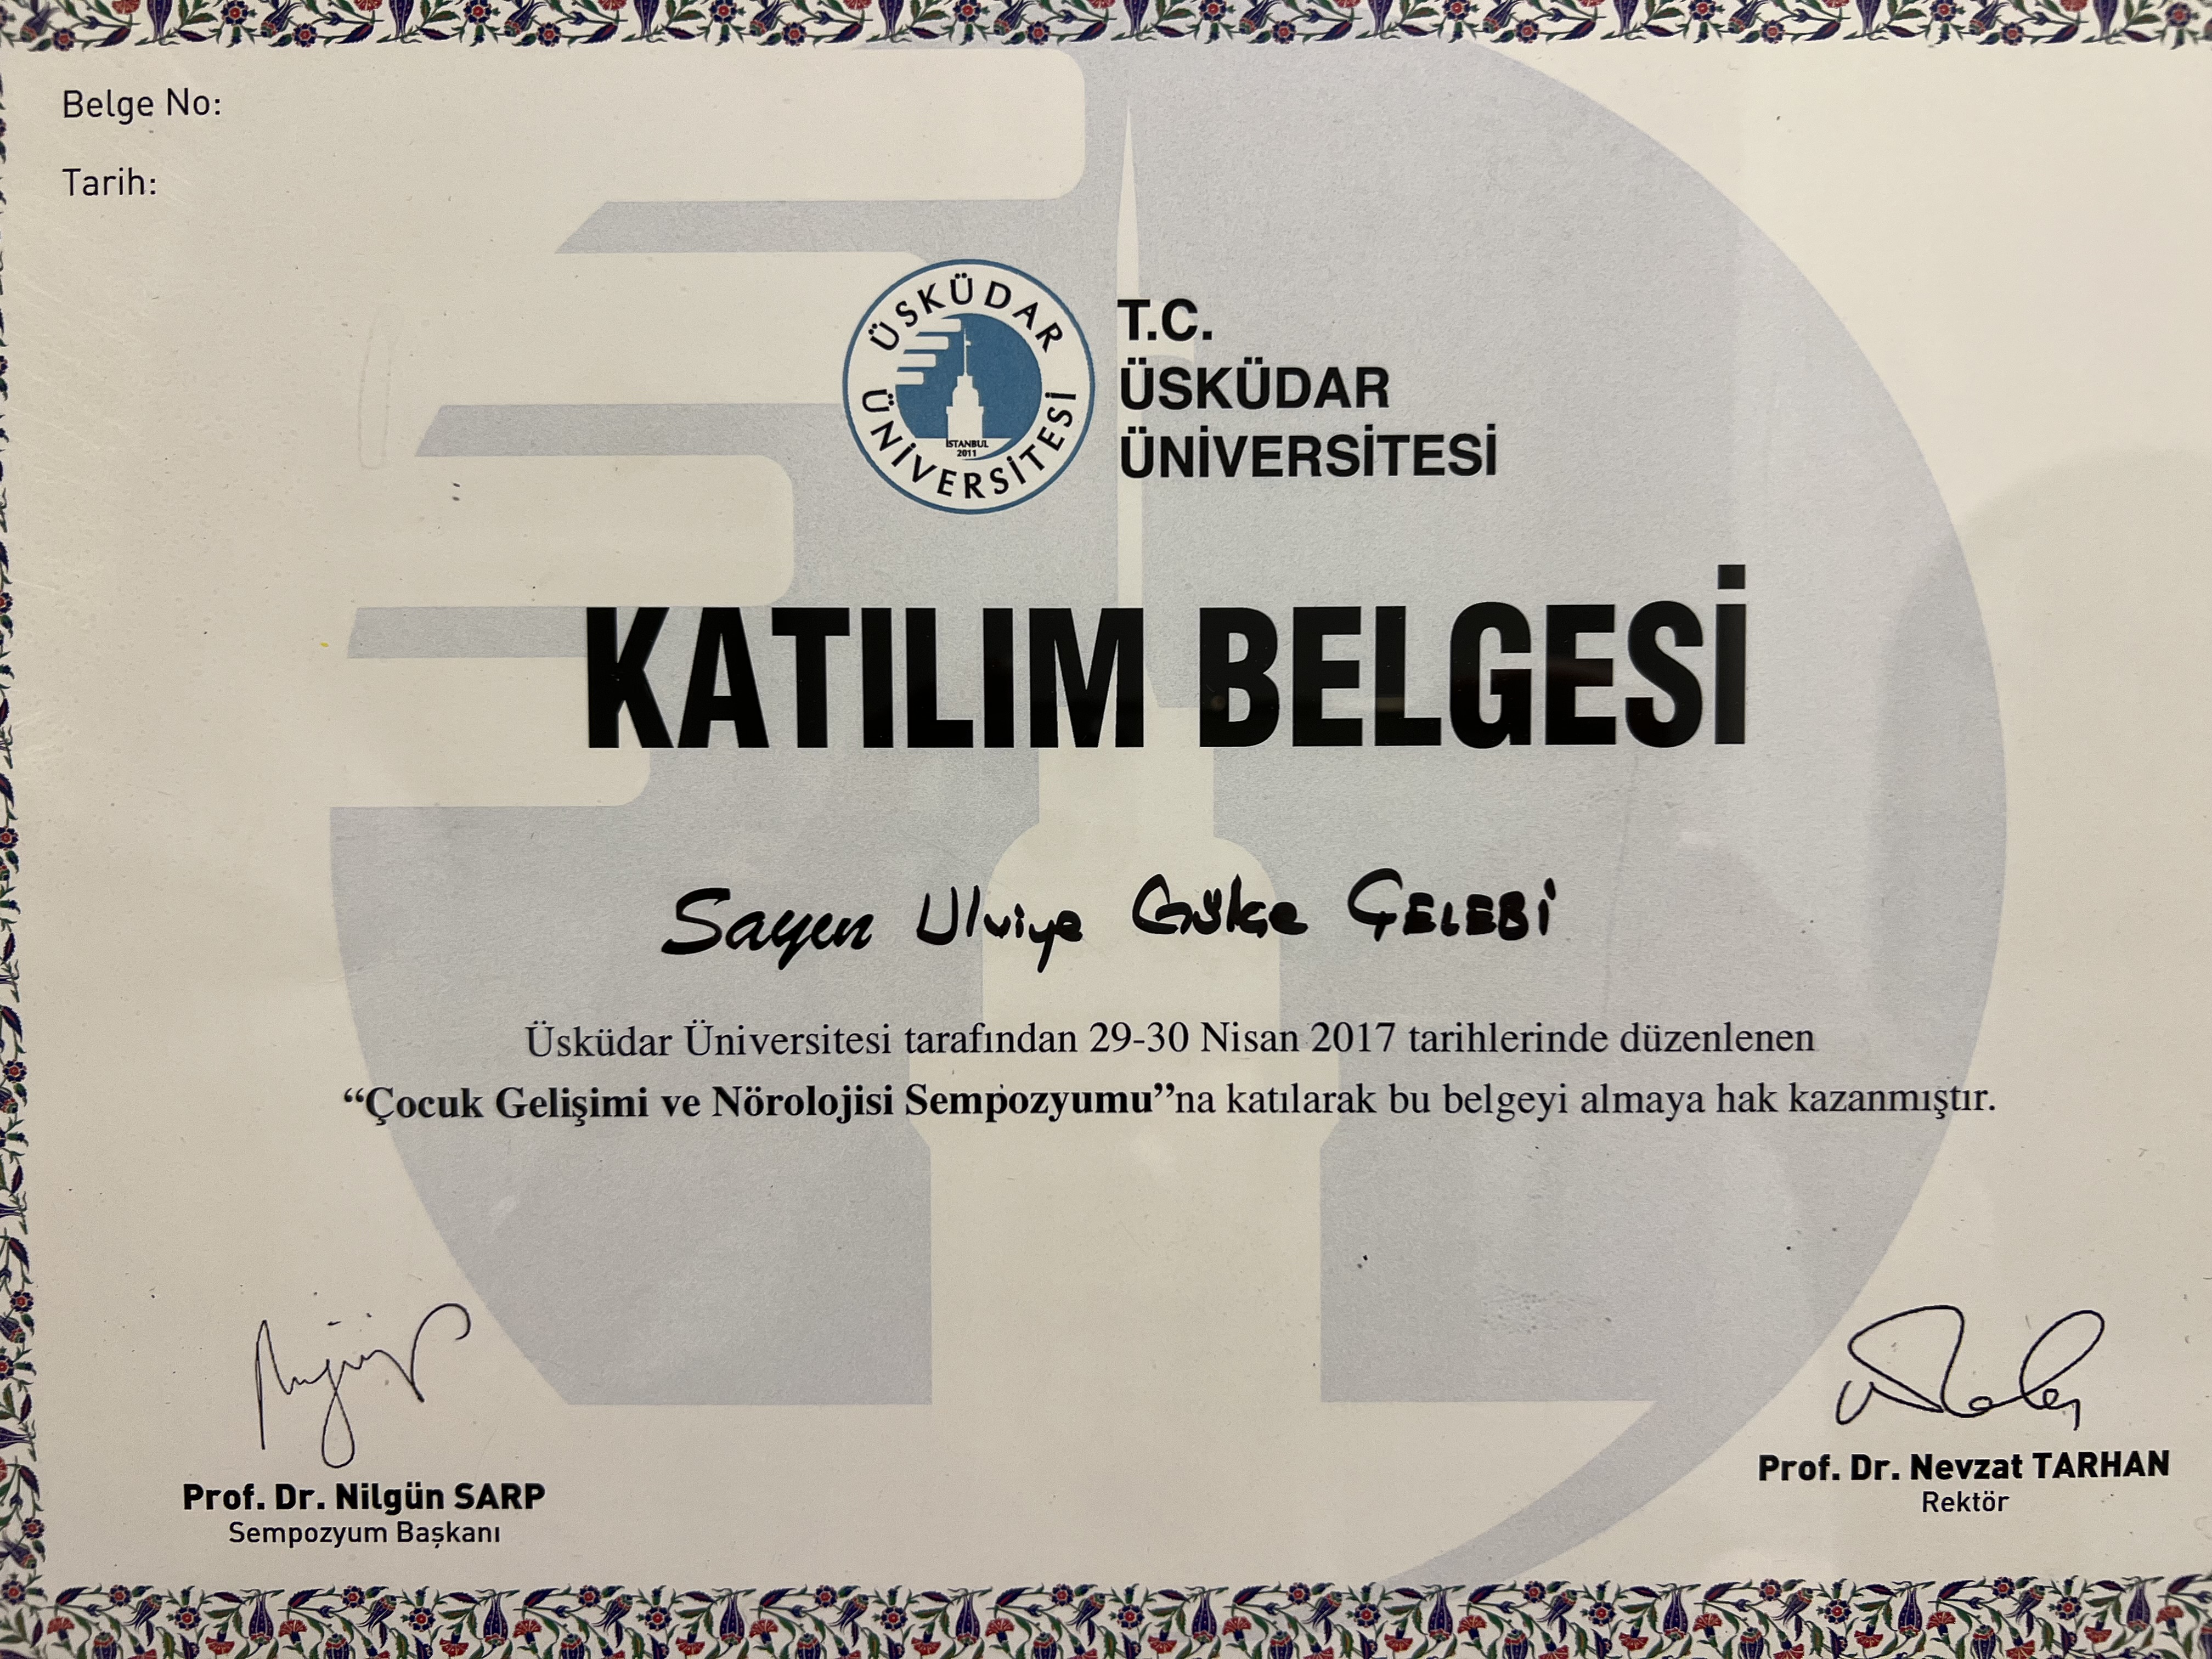 Belge No:
Tarih:
ÜSKÜDAR ÜNİVERSİTESİ
İSTANBUL
2011
T.C.
ÜSKÜDAR
ÜNİVERSİTESİ
KATILIM BELGESİ
Sayın Ulviye Gülçe ÇELEBİ
Üsküdar Üniversitesi tarafından 29-30 Nisan 2017 tarihlerinde düzenlenen
“Çocuk Gelişimi ve Nörolojisi Sempozyumu”na katılarak bu belgeyi almaya hak kazanmıştır.
Prof. Dr. Nilgün SARP
Sempozyum Başkanı
Prof. Dr. Nevzat TARHAN
Rektör